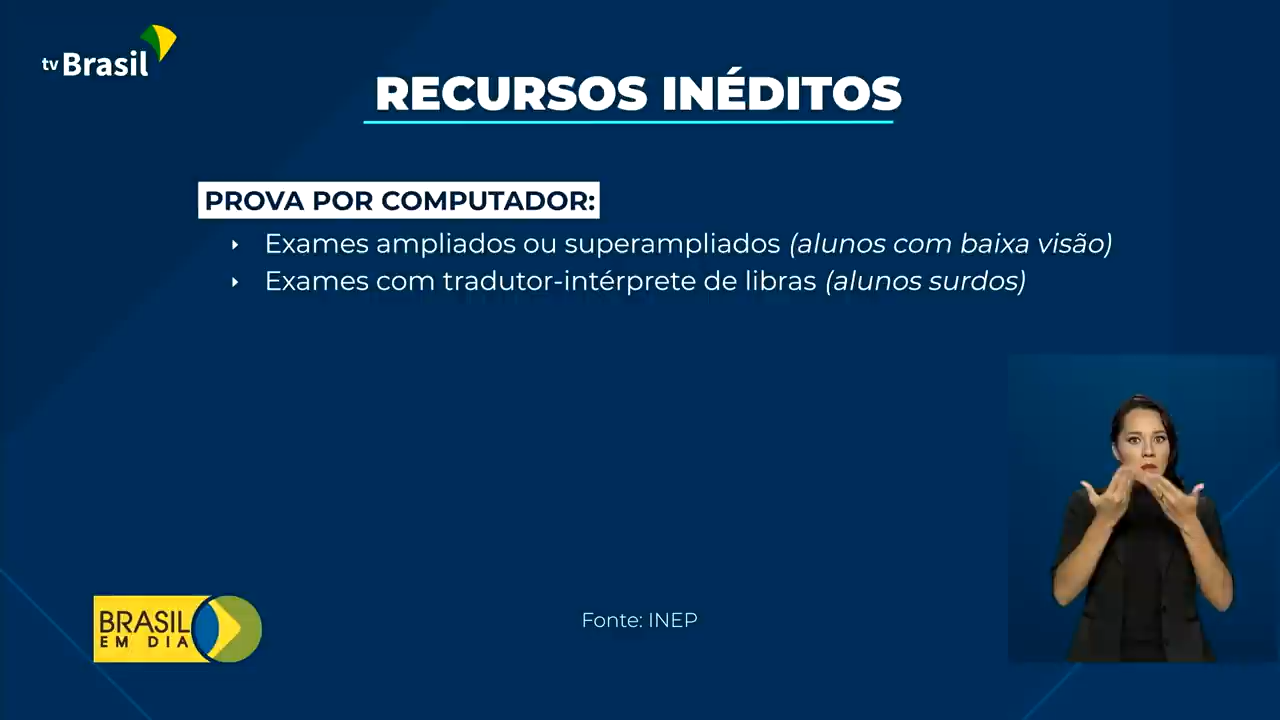 tv Brasil
RECURSOS INÉDITOS
PROVA POR COMPUTADOR:
Exames ampliados ou superampliados (alunos com baixa visão)
Exames com tradutor-intérprete de libras (alunos surdos)
BRASIL
EM DIA
Fonte: INEP